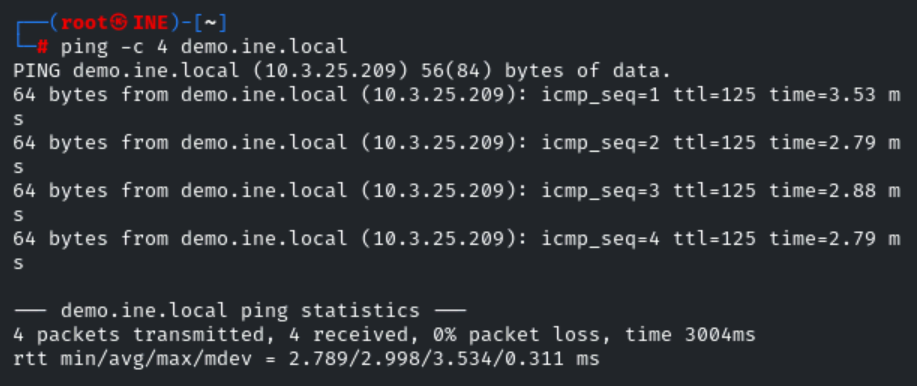 ┌──(root㉿INE)-[~]
└─# ping -c 4 demo.ine.local
PING demo.ine.local (10.3.25.209) 56(84) bytes of data.
64 bytes from demo.ine.local (10.3.25.209): icmp_seq=1 ttl=125 time=3.53 m
s
64 bytes from demo.ine.local (10.3.25.209): icmp_seq=2 ttl=125 time=2.79 m
s
64 bytes from demo.ine.local (10.3.25.209): icmp_seq=3 ttl=125 time=2.88 m
s
64 bytes from demo.ine.local (10.3.25.209): icmp_seq=4 ttl=125 time=2.79 m
s

--- demo.ine.local ping statistics ---
4 packets transmitted, 4 received, 0% packet loss, time 3004ms
rtt min/avg/max/mdev = 2.789/2.998/3.534/0.311 ms